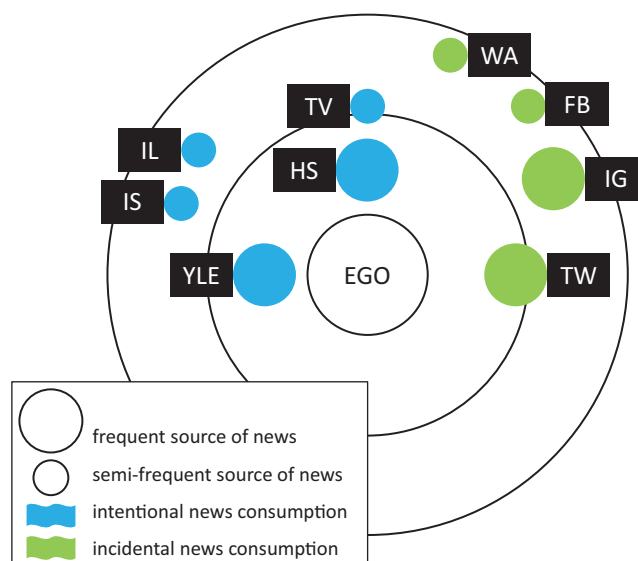 WA
TV
FB
IL
HS
IG
IS
YLE
EGO
TW
frequent source of news
semi-frequent source of news
intentional news consumption
incidental news consumption